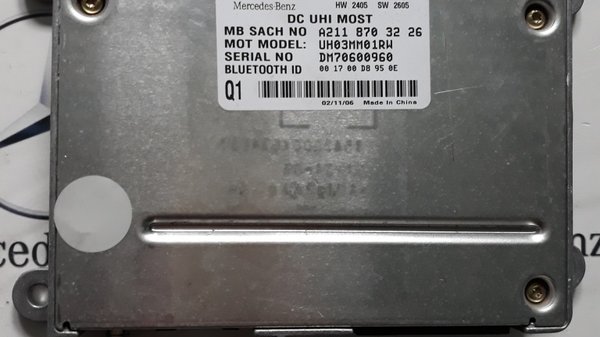 Mercedes-Benz HW 2405 SW 2605
DC UHI MOST
MB SACH NO A211 870 32 26
MOT MODEL: UH03MM01RW
SERIAL NO DM70600960
BLUETOOTH ID 00 17 00 D8 95 0E
Q1
02/11/06 Made in China